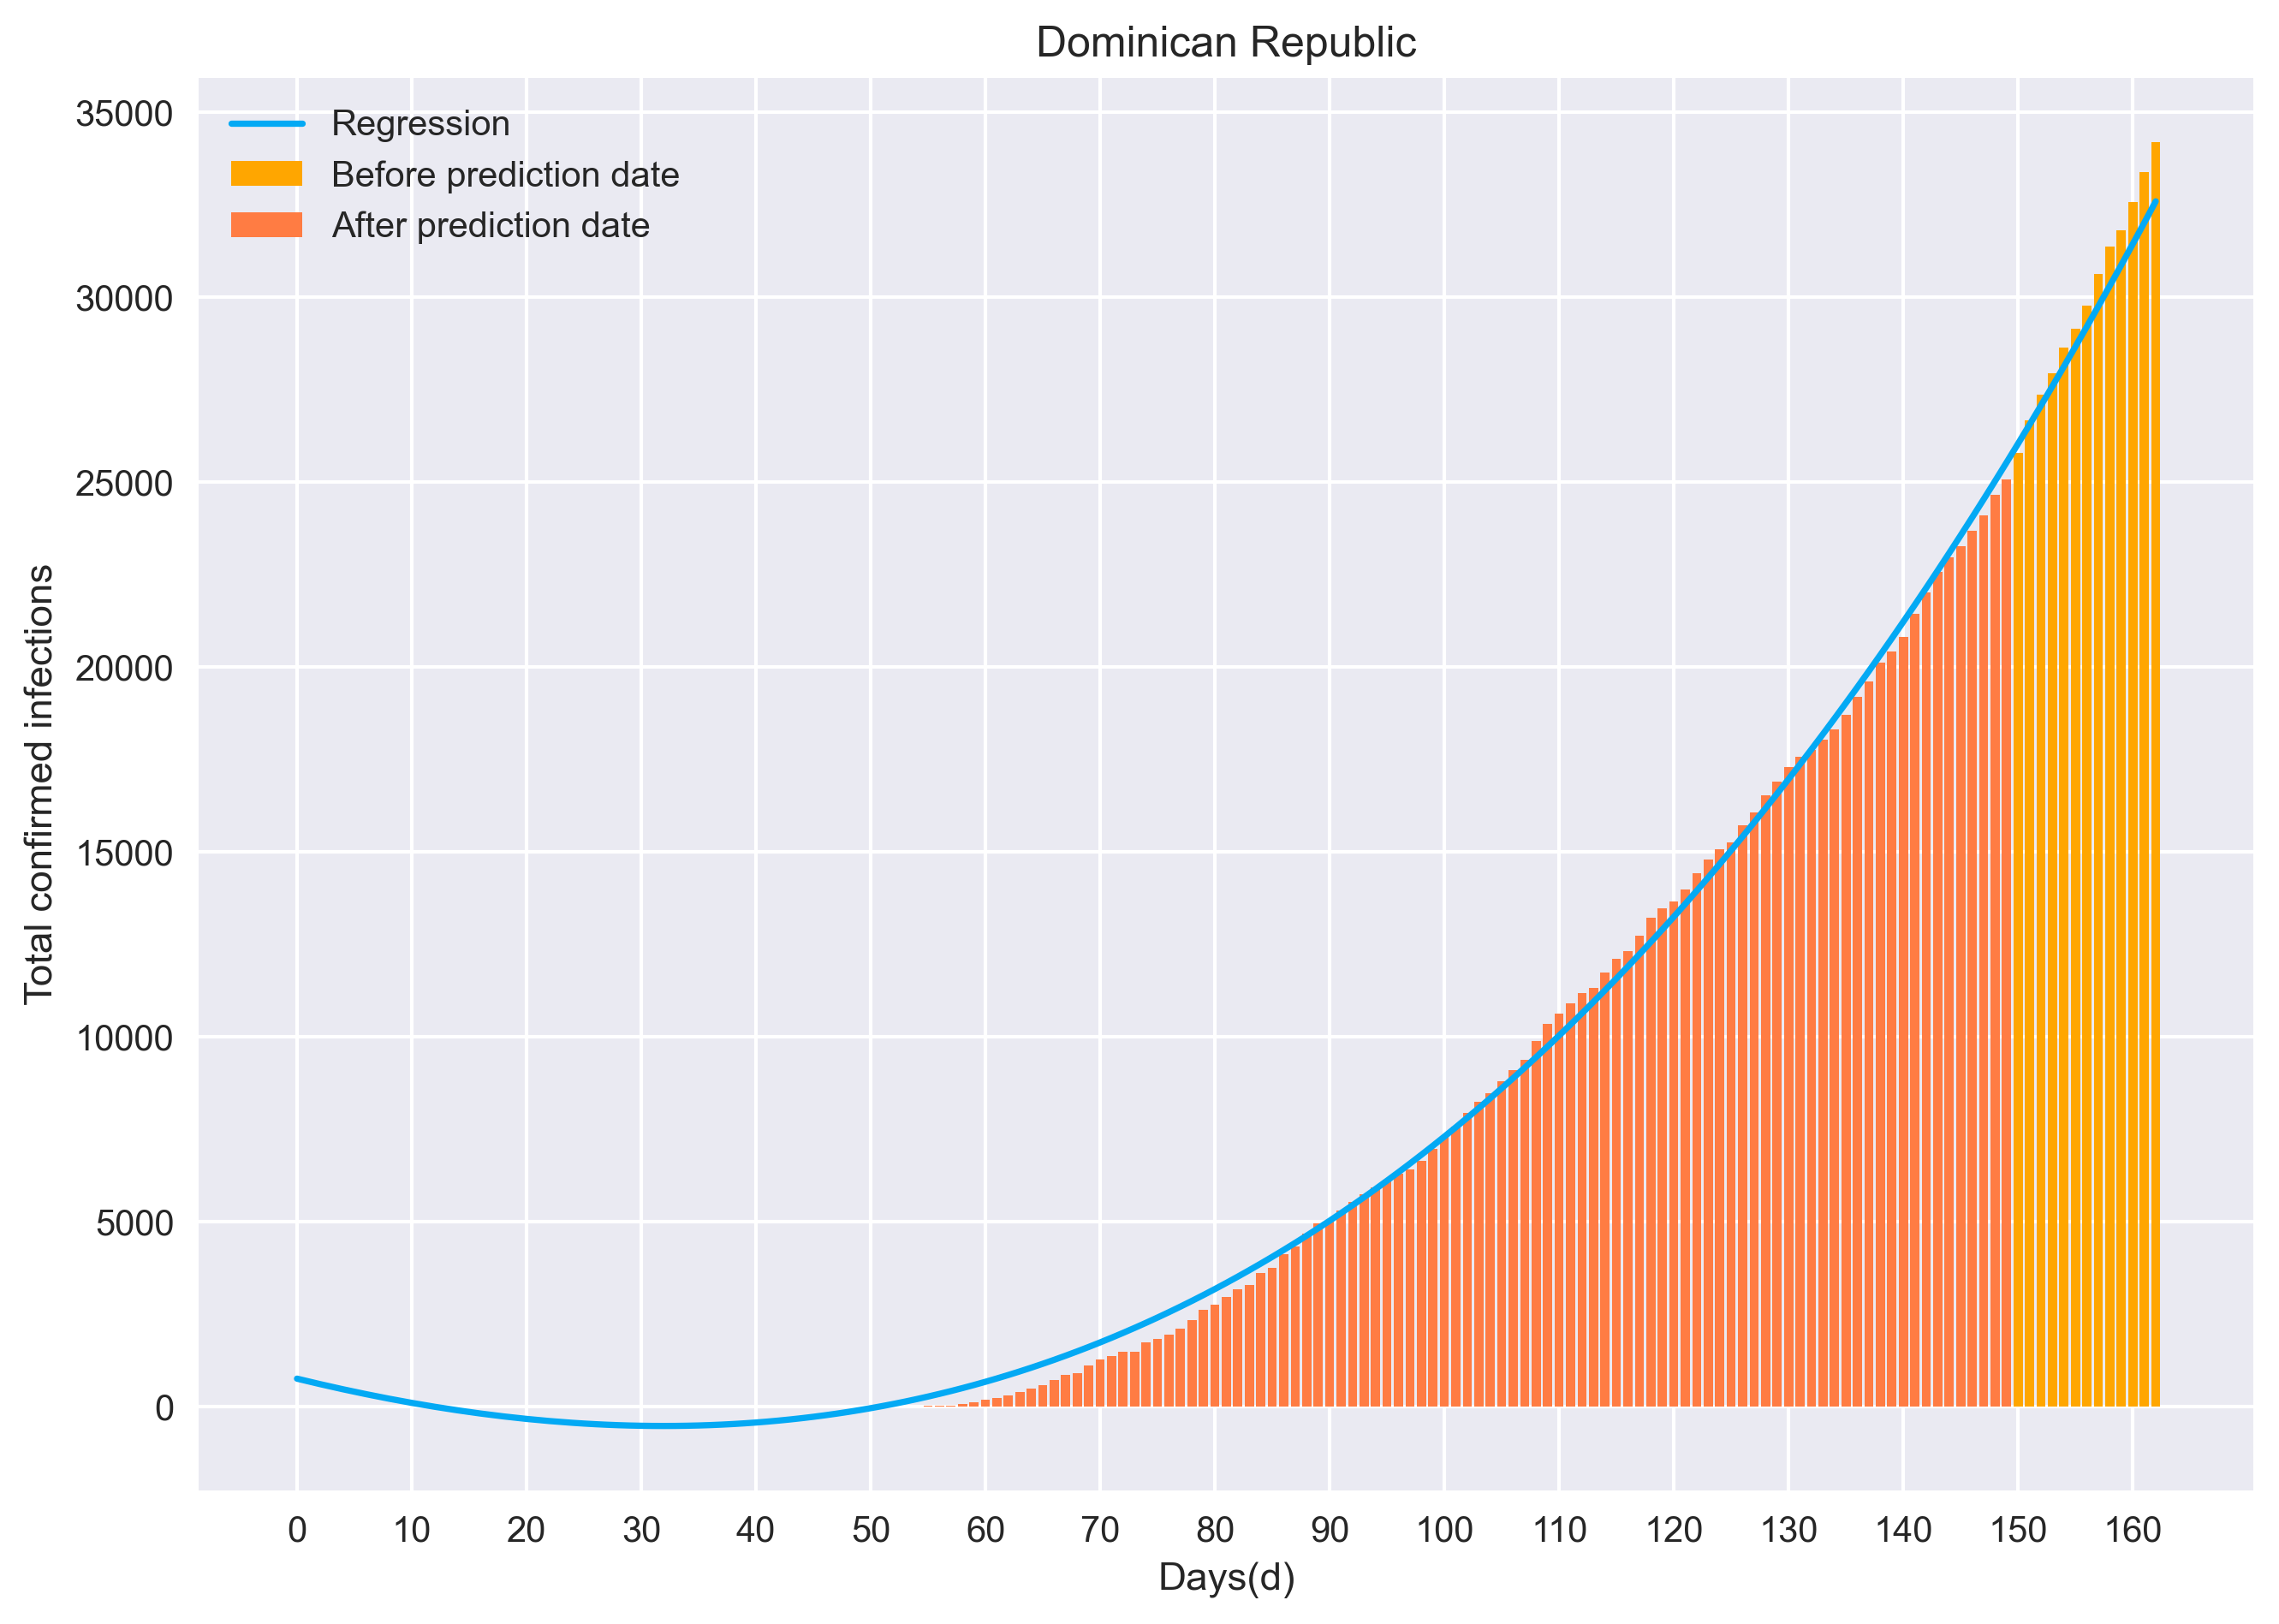 Dominican Republic
Regression
Before prediction date
After prediction date
35000
30000
25000
20000
15000
10000
5000
0
Total confirmed infections
0 10 20 30 40 50 60 70 80 90 100 110 120 130 140 150 160
Days(d)